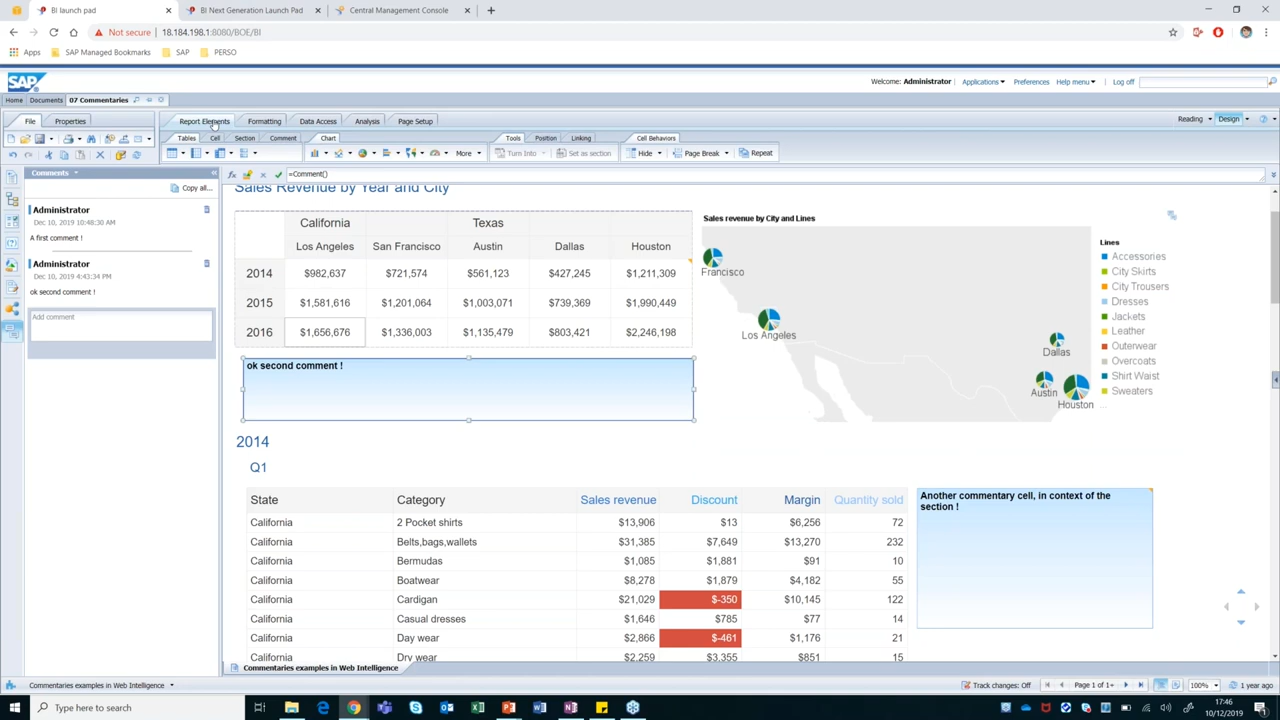 BI launch pad
BI Next Generation Launch Pad
Central Management Console
Not secure
18.184.198.1:8080/BOE/BI
Apps
SAP Managed Bookmarks
SAP
PERSO
SAP
Welcome: Administrator
Applications
Preferences
Help menu
Log off
Home
Documents
07 Commentaries
File
Properties
Report Elements
Formatting
Data Access
Analysis
Page Setup
Reading
Design
Tables
Cell
Section
Comment
Chart
Tools
Position
Linking
Cell Behaviors
More
Turn Into
Set as section
Hide
Page Break
Repeat
Comments
=Comment()
Copy all...
Administrator
Dec 10, 2019 10:48:30 AM
A first comment !
Administrator
Dec 10, 2019 4:43:34 PM
ok second comment !
Add comment
Sales Revenue by Year and City
California Texas
Los Angeles San Francisco Austin Dallas Houston
2014 $982,637 $721,574 $561,123 $427,245 $1,211,309
2015 $1,581,616 $1,201,064 $1,003,071 $739,369 $1,990,449
2016 $1,656,676 $1,336,003 $1,135,479 $803,421 $2,246,198
ok second comment !
Sales revenue by City and Lines
Francisco
Los Angeles
Dallas
Austin
Houston
Lines
Accessories
City Skirts
City Trousers
Dresses
Jackets
Leather
Outerwear
Overcoats
Shirt Waist
Sweaters
...
2014
Q1
State Category Sales revenue Discount Margin Quantity sold
California 2 Pocket shirts $13,906 $13 $6,256 72
California Belts,bags,wallets $31,385 $7,649 $13,270 232
California Bermudas $1,085 $1,881 $91 10
California Boatwear $8,278 $1,879 $4,182 55
California Cardigan $21,029 $-350 $10,145 122
California Casual dresses $1,646 $785 $77 14
California Day wear $2,866 $-461 $1,176 21
California Dry wear $2,259 $3,355 $851 15
Another commentary cell, in context of the
section !
Commentaries examples in Web Intelligence
Commentaries examples in Web Intelligence
Track changes: Off
Page 1 of 1+
100%
1 year ago
Type here to search
17:46
10/12/2019